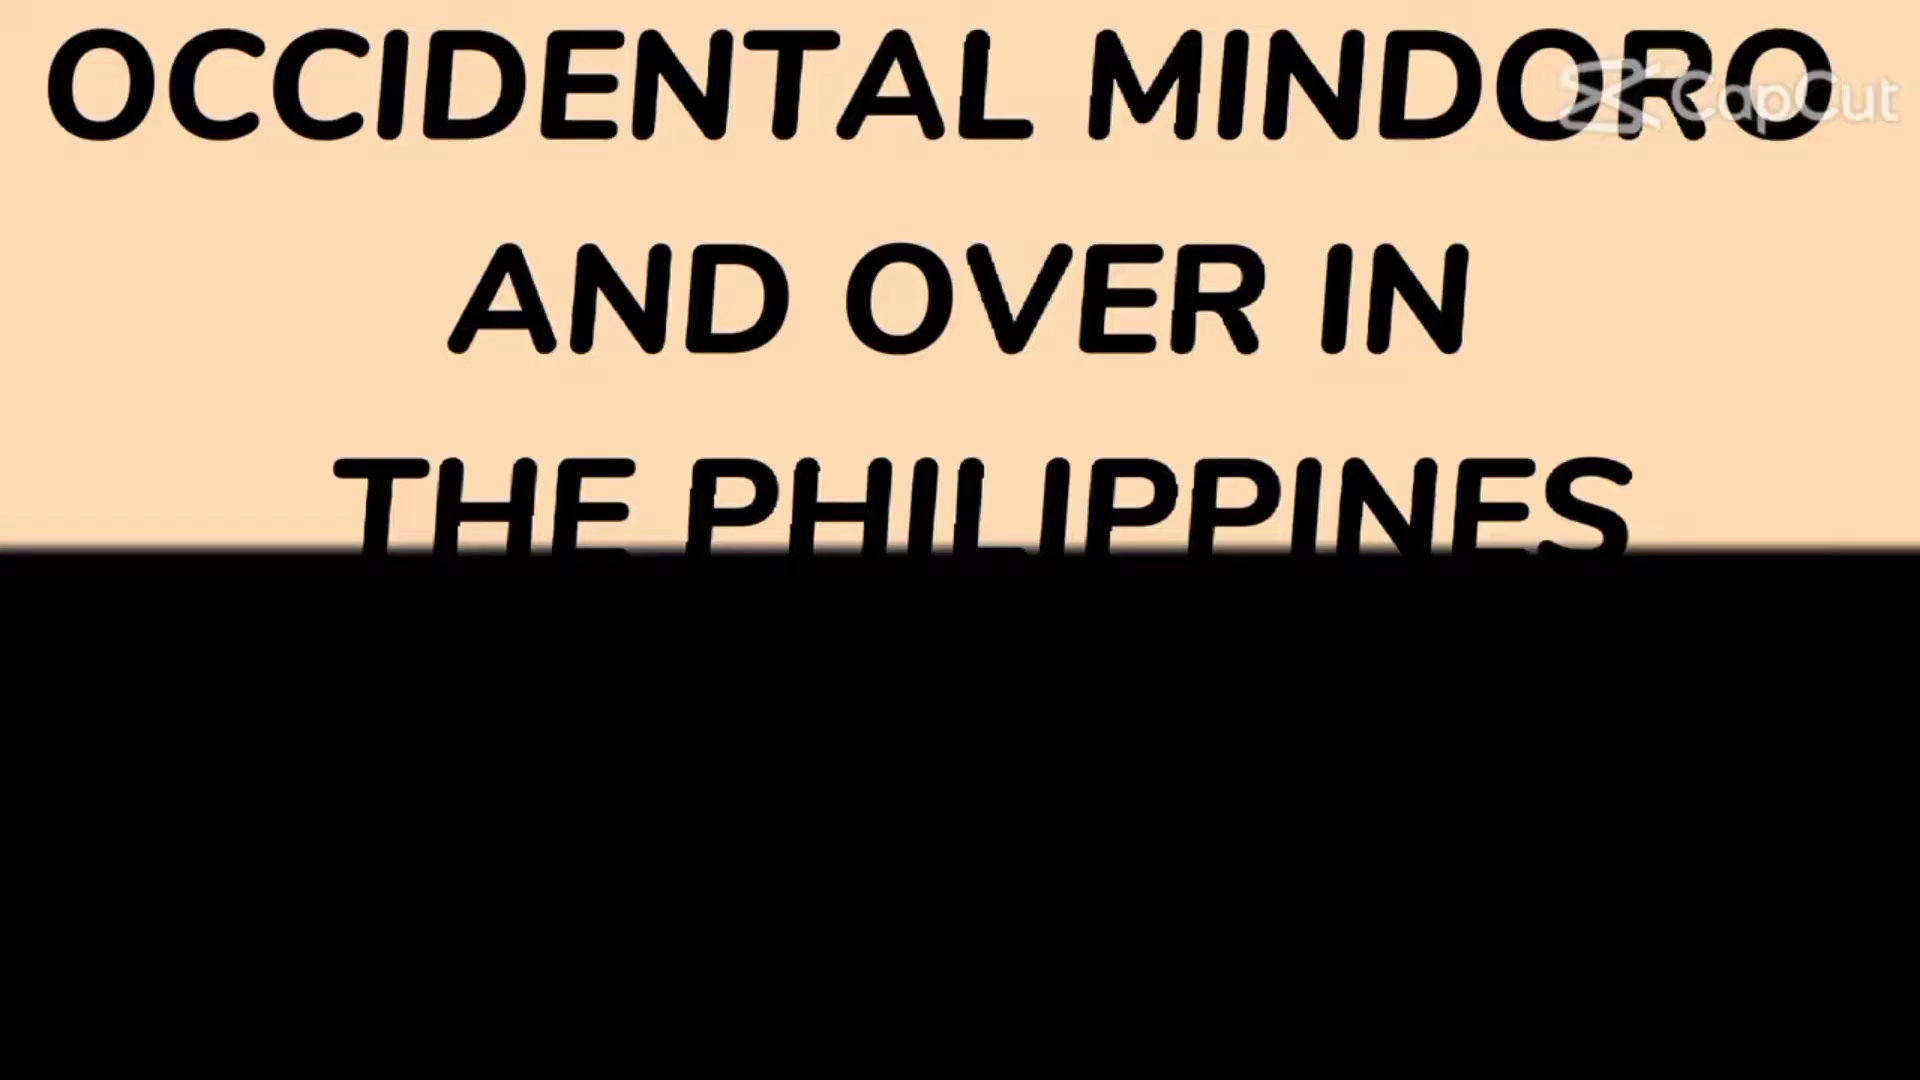 OCCIDENTAL MINDORO
CapCut
AND OVER IN
THE PHILIPPINES